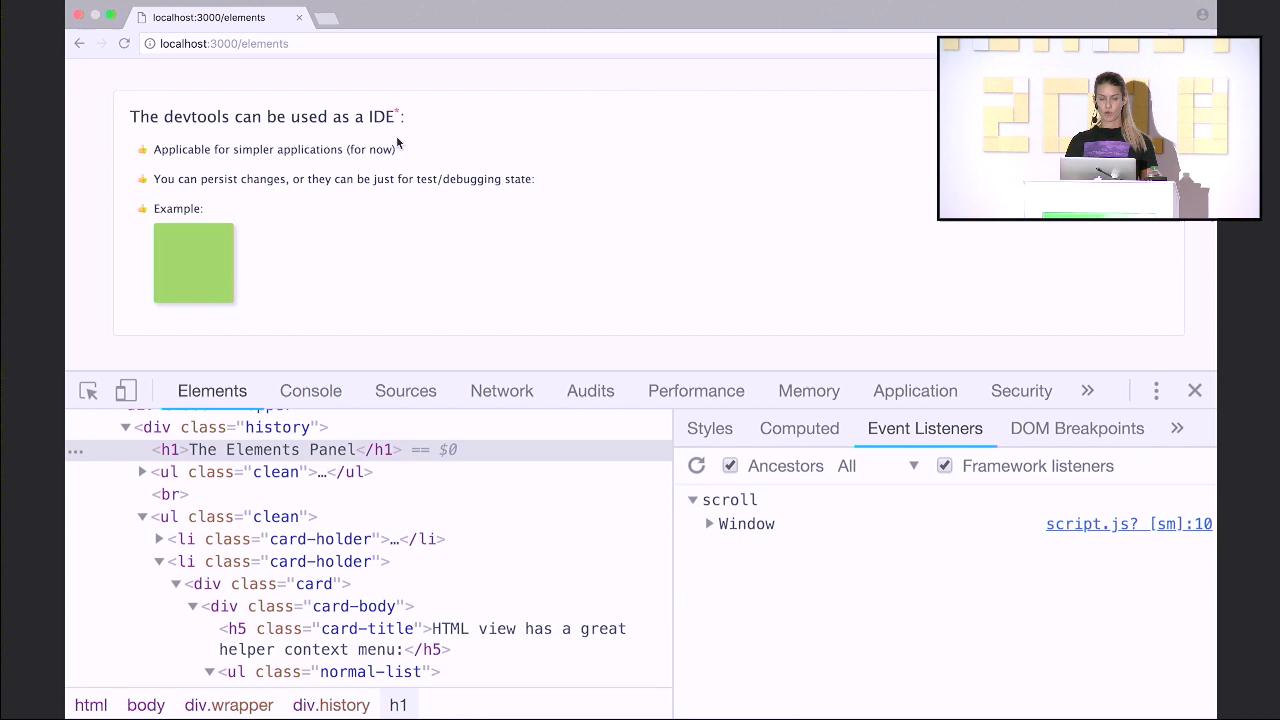 localhost:3000/elements
localhost:3000/elements
2018
The devtools can be used as a IDE*:
Applicable for simpler applications (for now)
You can persist changes, or they can be just for test/debugging state:
Example:
Elements Console Sources Network Audits Performance Memory Application Security
<div class="history">
<h1>The Elements Panel</h1> == $0
<ul class="clean">…</ul>
<br>
<ul class="clean">
<li class="card-holder">…</li>
<li class="card-holder">
<div class="card">
<div class="card-body">
<h5 class="card-title">HTML view has a great
helper context menu:</h5>
<ul class="normal-list">
html body div.wrapper div.history h1
Styles Computed Event Listeners DOM Breakpoints
Ancestors All Framework listeners
scroll
Window script.js? [sm]:10